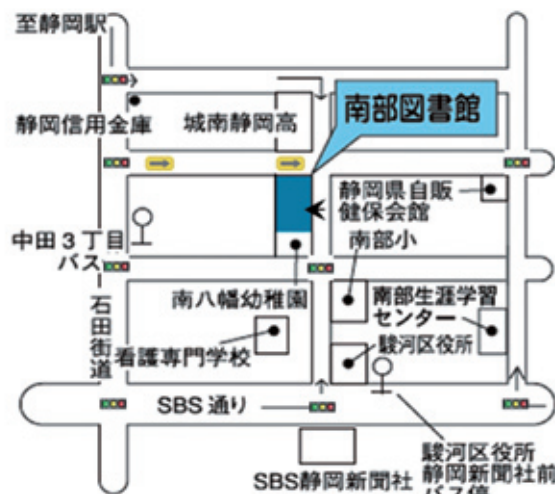 至静岡駅
静岡信用金庫
城南静岡高
南部図書館
静岡県自販
健保会館
中田3丁目
バス
南部小
石田街道
南八幡幼稚園
南部生涯学習
センター
看護専門学校
駿河区役所
SBS通り
SBS静岡新聞社
駿河区役所
静岡新聞社前
バス停